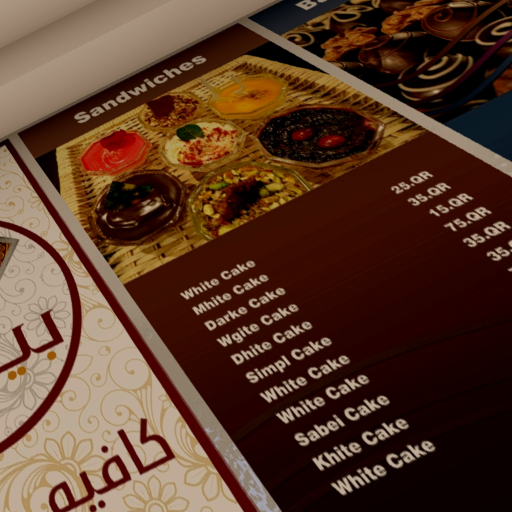 Sandwiches
White Cake 25.QR
Mhite Cake 35.QR
Darke Cake 15.QR
Wgite Cake 75.QR
Dhite Cake 35.QR
Simpl Cake
White Cake
White Cake
Sabel Cake
Khite Cake
White Cake
كافيه